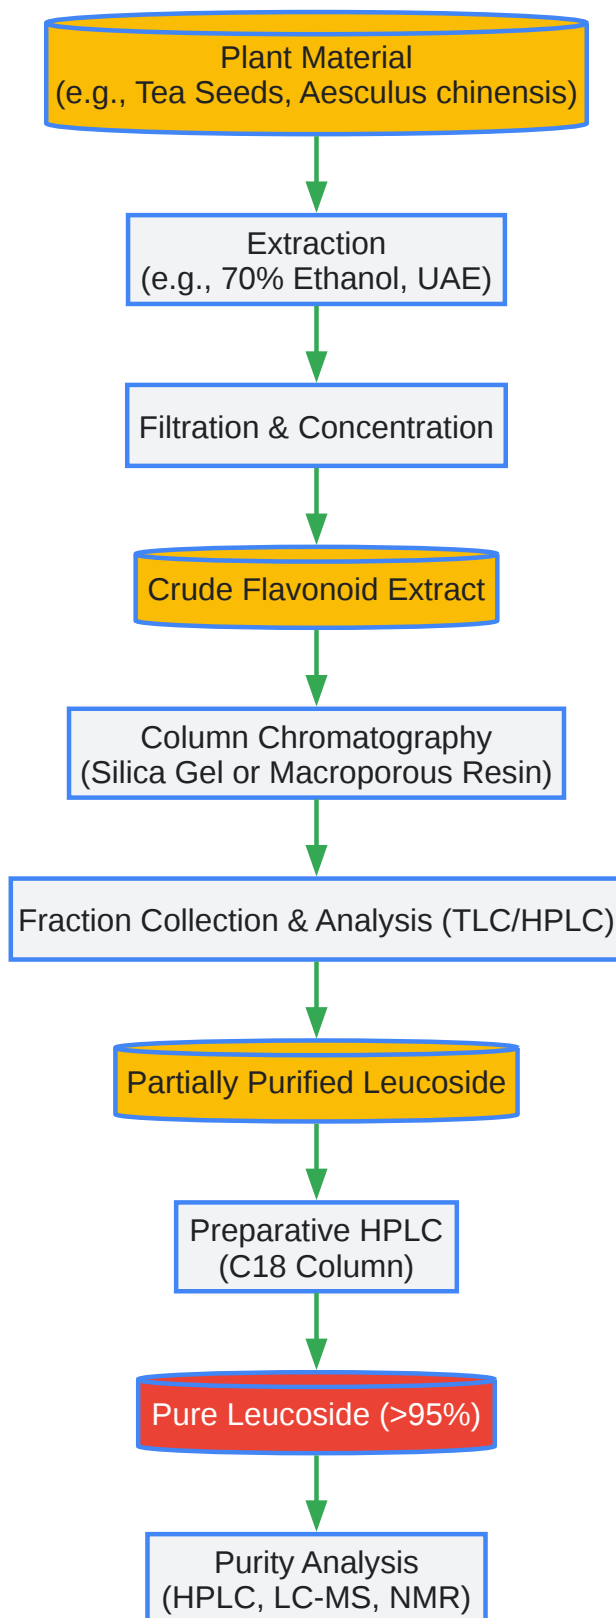 Plant Material
(e.g., Tea Seeds, Aesculus chinensis)
Extraction
(e.g., 70% Ethanol, UAE)
Filtration & Concentration
Crude Flavonoid Extract
Column Chromatography
(Silica Gel or Macroporous Resin)
Fraction Collection & Analysis (TLC/HPLC)
Partially Purified Leucoside
Preparative HPLC
(C18 Column)
Pure Leucoside (>95%)
Purity Analysis
(HPLC, LC-MS, NMR)